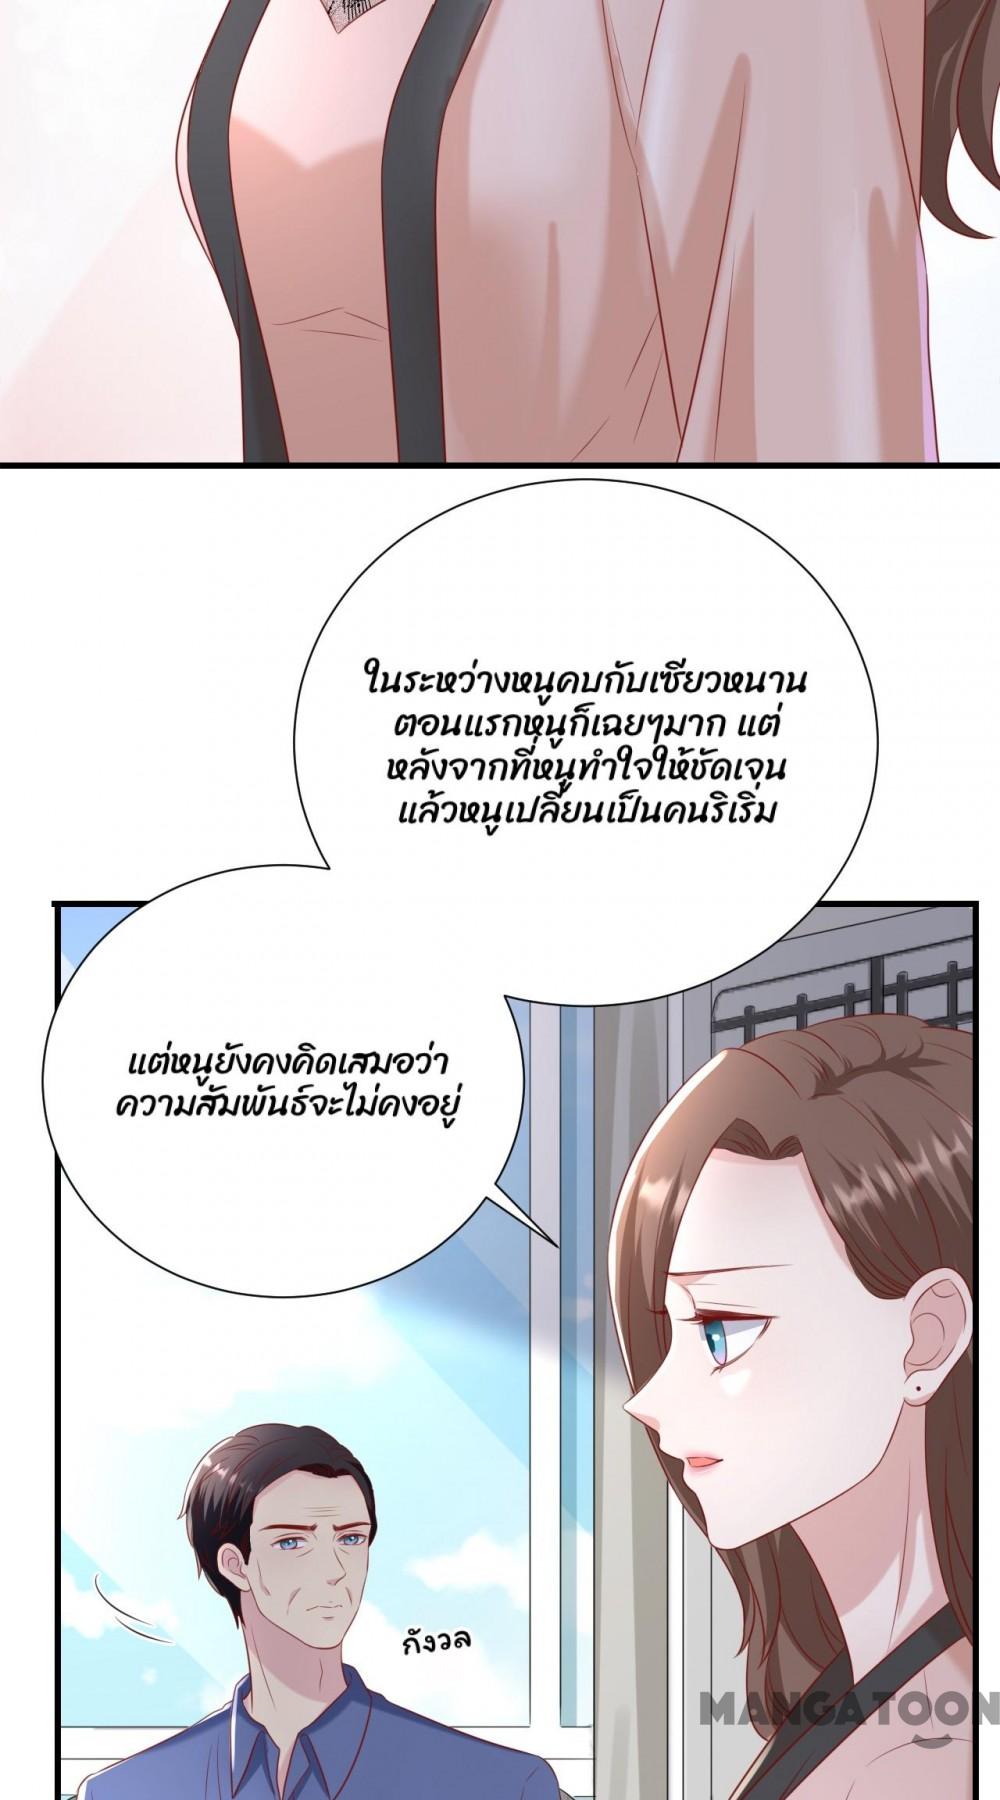 ในระหว่างหนูคบกับเซียวหนาน
ตอนแรกหนูก็เฉยๆมาก แต่
หลังจากที่หนูทำใจให้ชัดเจน
แล้วหนูเปลี่ยนเป็นคนริเริ่ม
แต่หนูยังคงคิดเสมอว่า
ความสัมพันธ์จะไม่คงอยู่
กังวล
MANGATOON